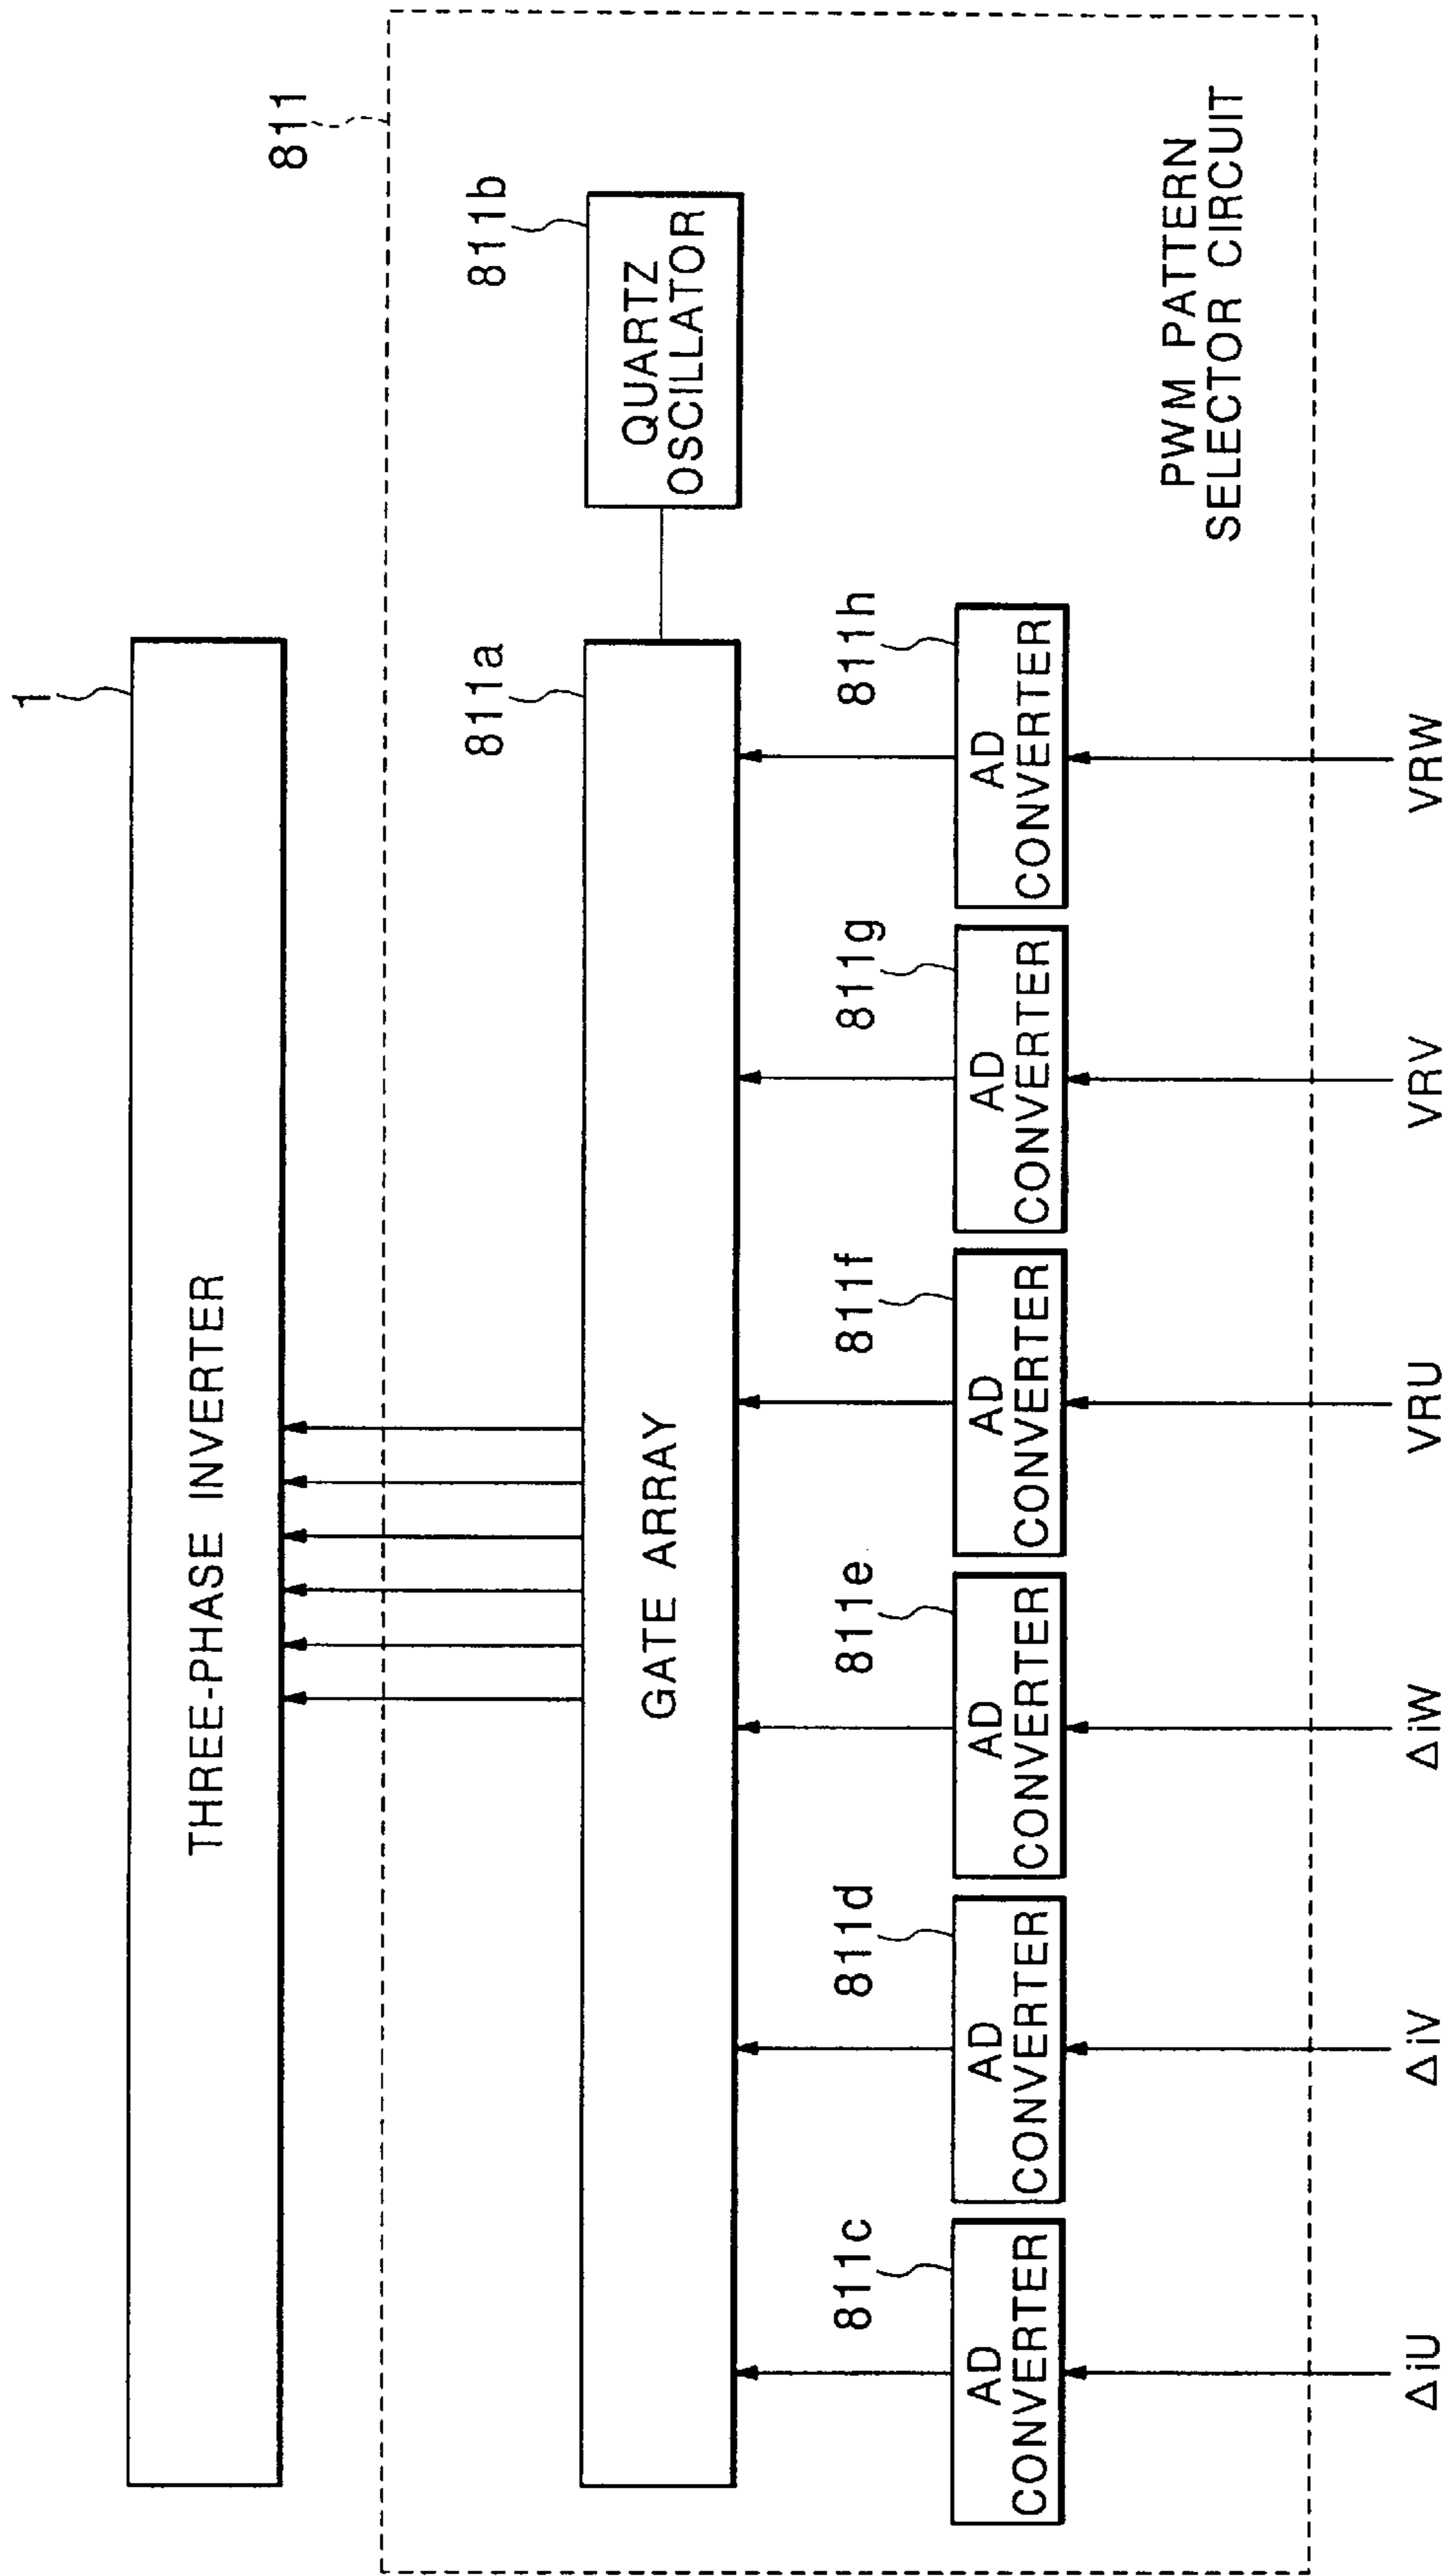 1
THREE-PHASE INVERTER
811
811a
811b
GATE ARRAY
QUARTZ
OSCILLATOR
811c
811d
811e
811f
811g
811h
AD
CONVERTER
AD
CONVERTER
AD
CONVERTER
AD
CONVERTER
AD
CONVERTER
AD
CONVERTER
PWM PATTERN
SELECTOR CIRCUIT
ΔiU
ΔiV
ΔiW
VRU
VRV
VRW